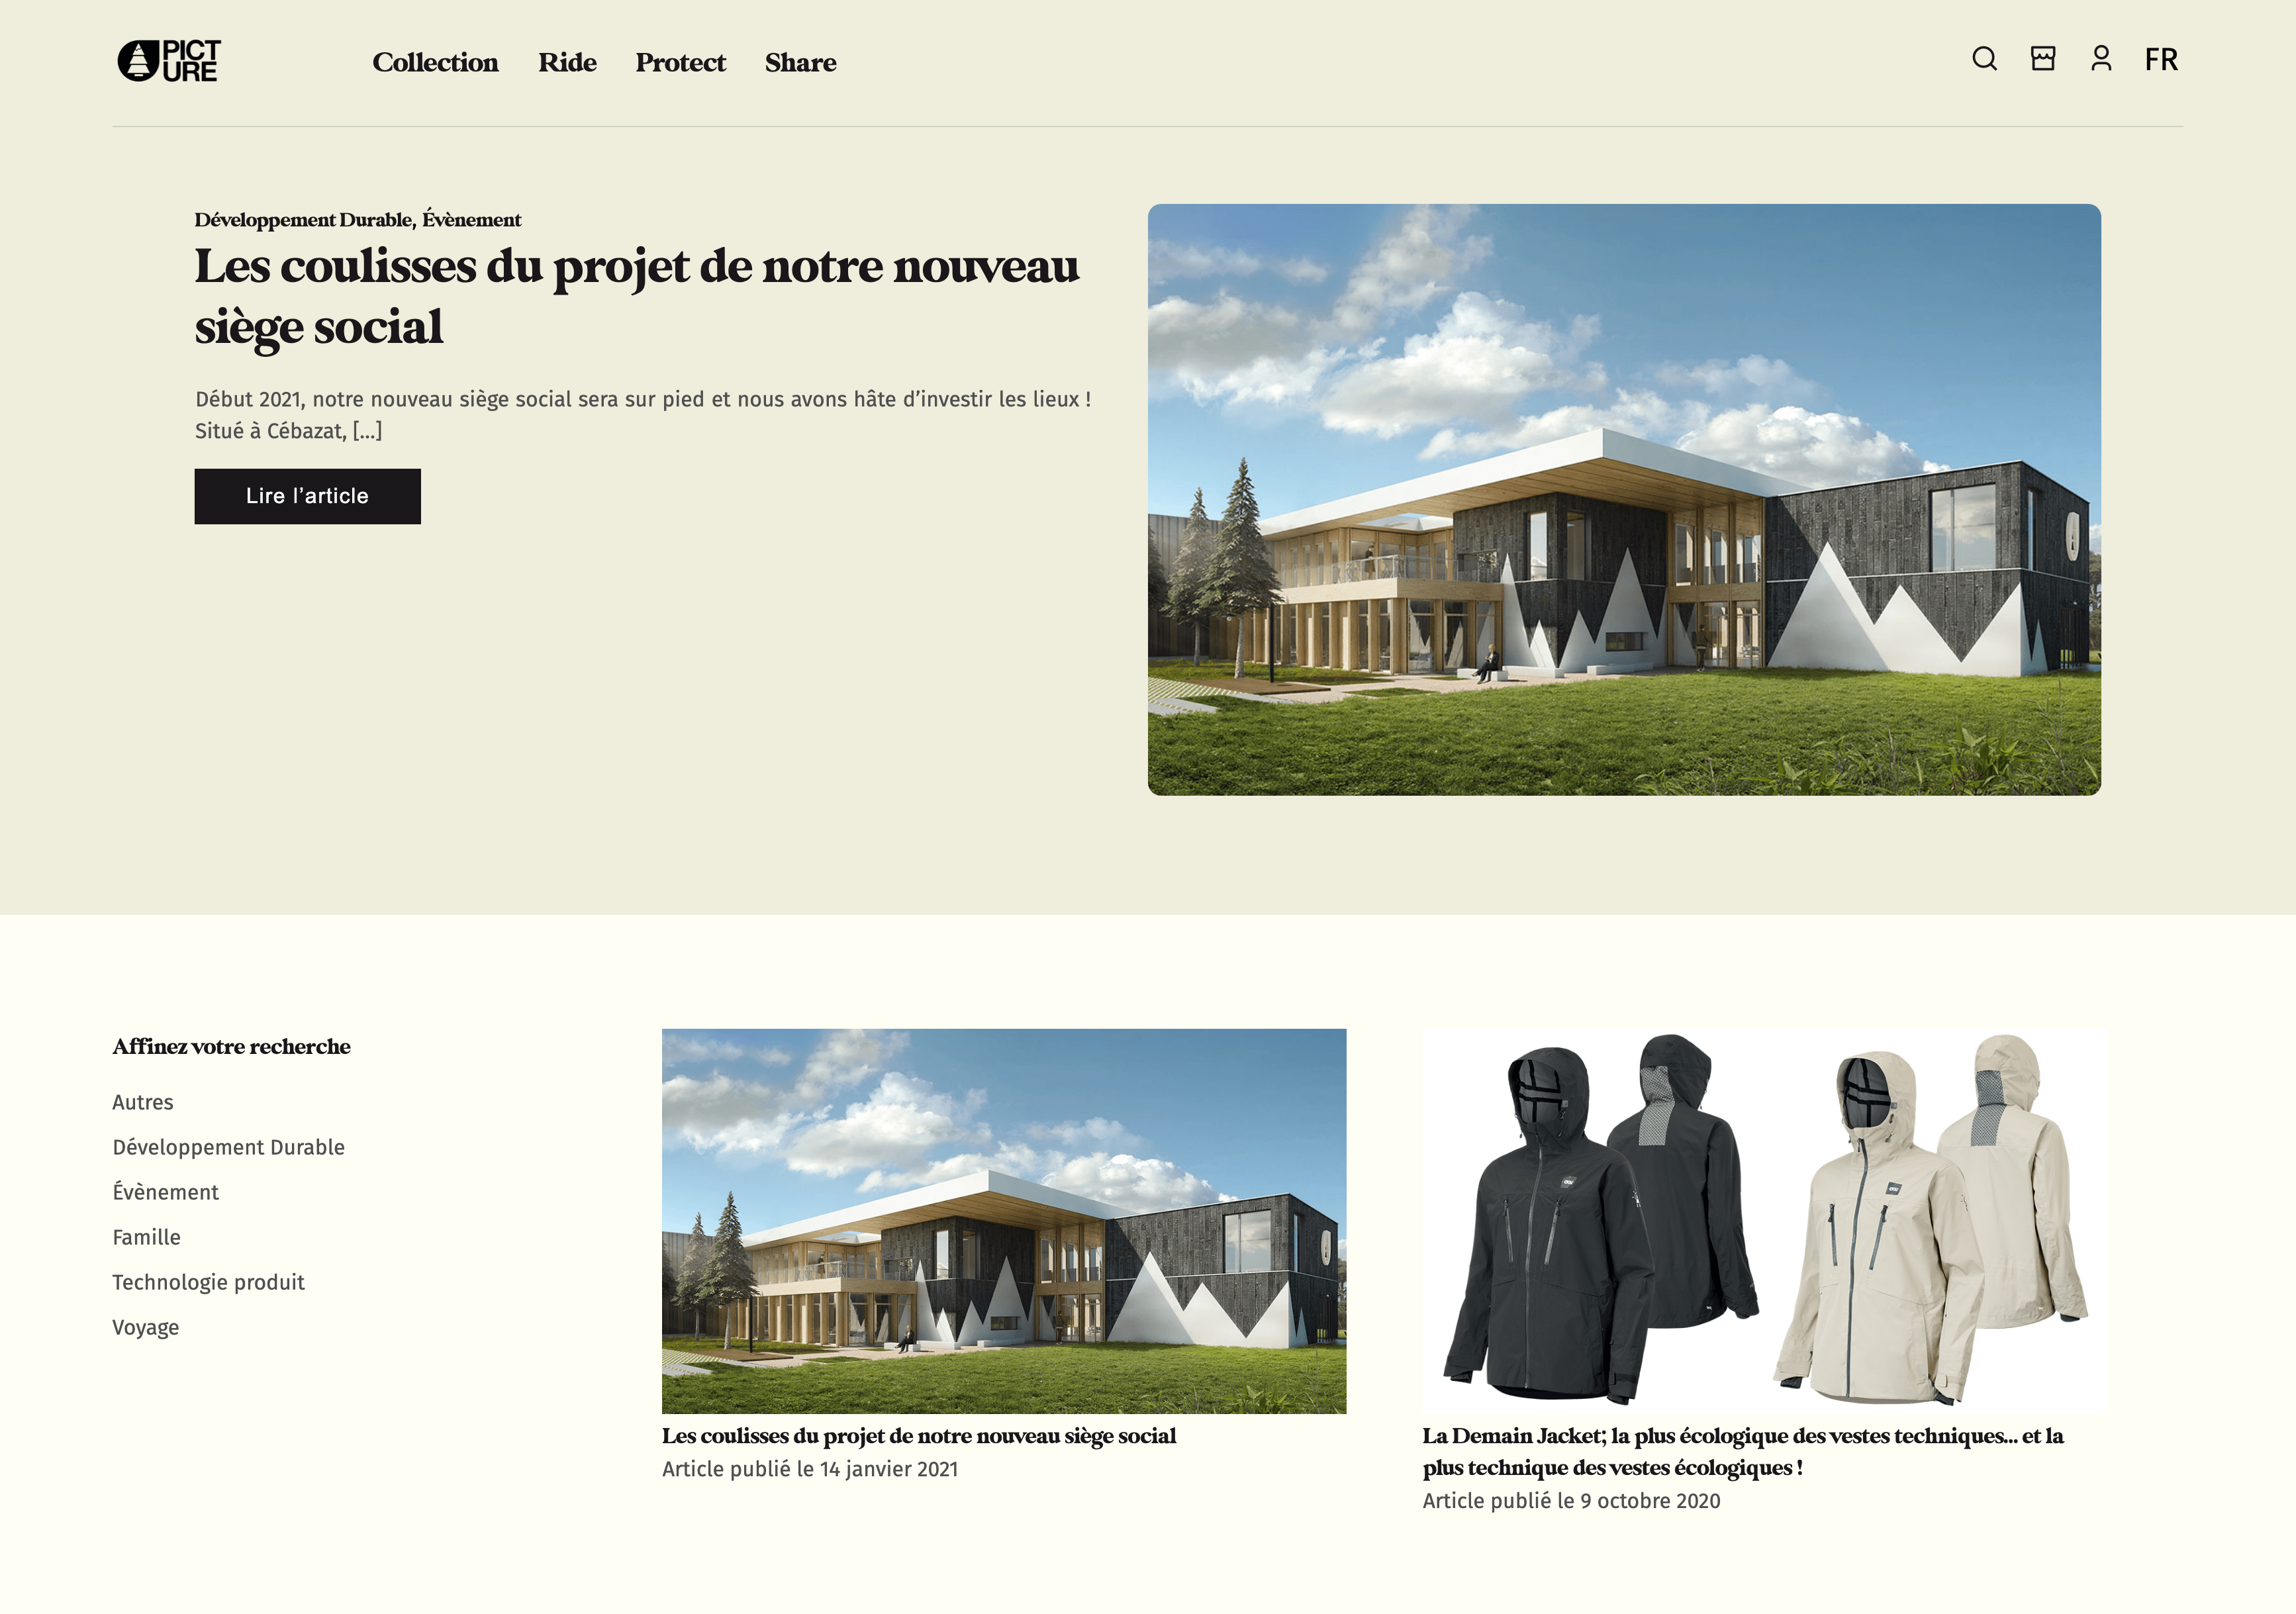 PICT
URE
Collection Ride Protect Share
FR
Développement Durable, Évènement
Les coulisses du projet de notre nouveau
siège social
Début 2021, notre nouveau siège social sera sur pied et nous avons hâte d’investir les lieux !
Situé à Cébazat, [...]
Lire l’article
Affinez votre recherche
Autres
Développement Durable
Évènement
Famille
Technologie produit
Voyage
Les coulisses du projet de notre nouveau siège social
Article publié le 14 janvier 2021
La Demain Jacket; la plus écologique des vestes techniques... et la
plus technique des vestes écologiques !
Article publié le 9 octobre 2020